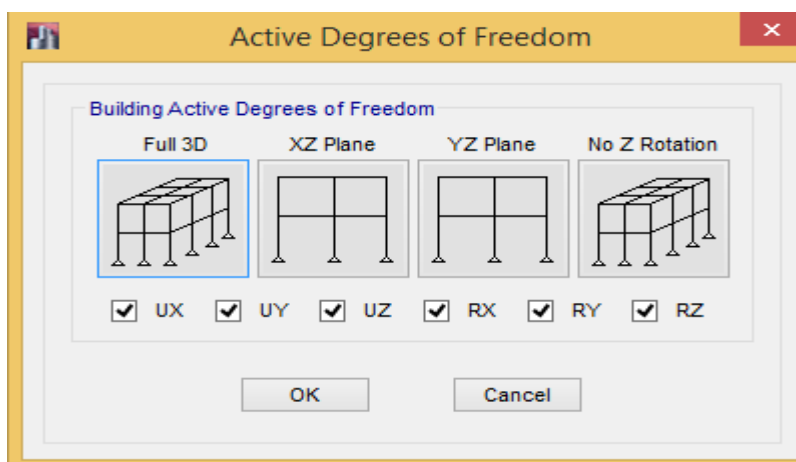 Active Degrees of Freedom
Building Active Degrees of Freedom
Full 3D XZ Plane YZ Plane No Z Rotation
UX UY UZ RX RY RZ
OK Cancel